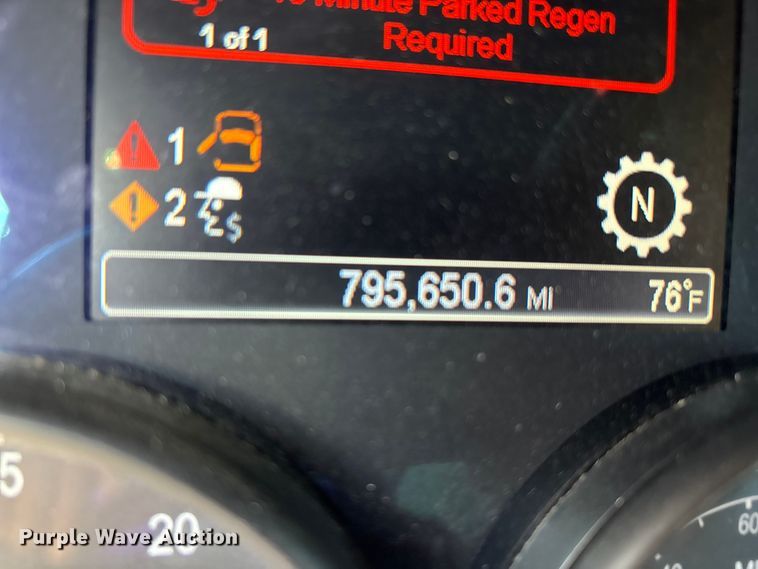 Minute Parked Regen
1 of 1 Required
1
2 $
N
795,650.6 MI 76°F
5
20
60
Purple Wave Auction